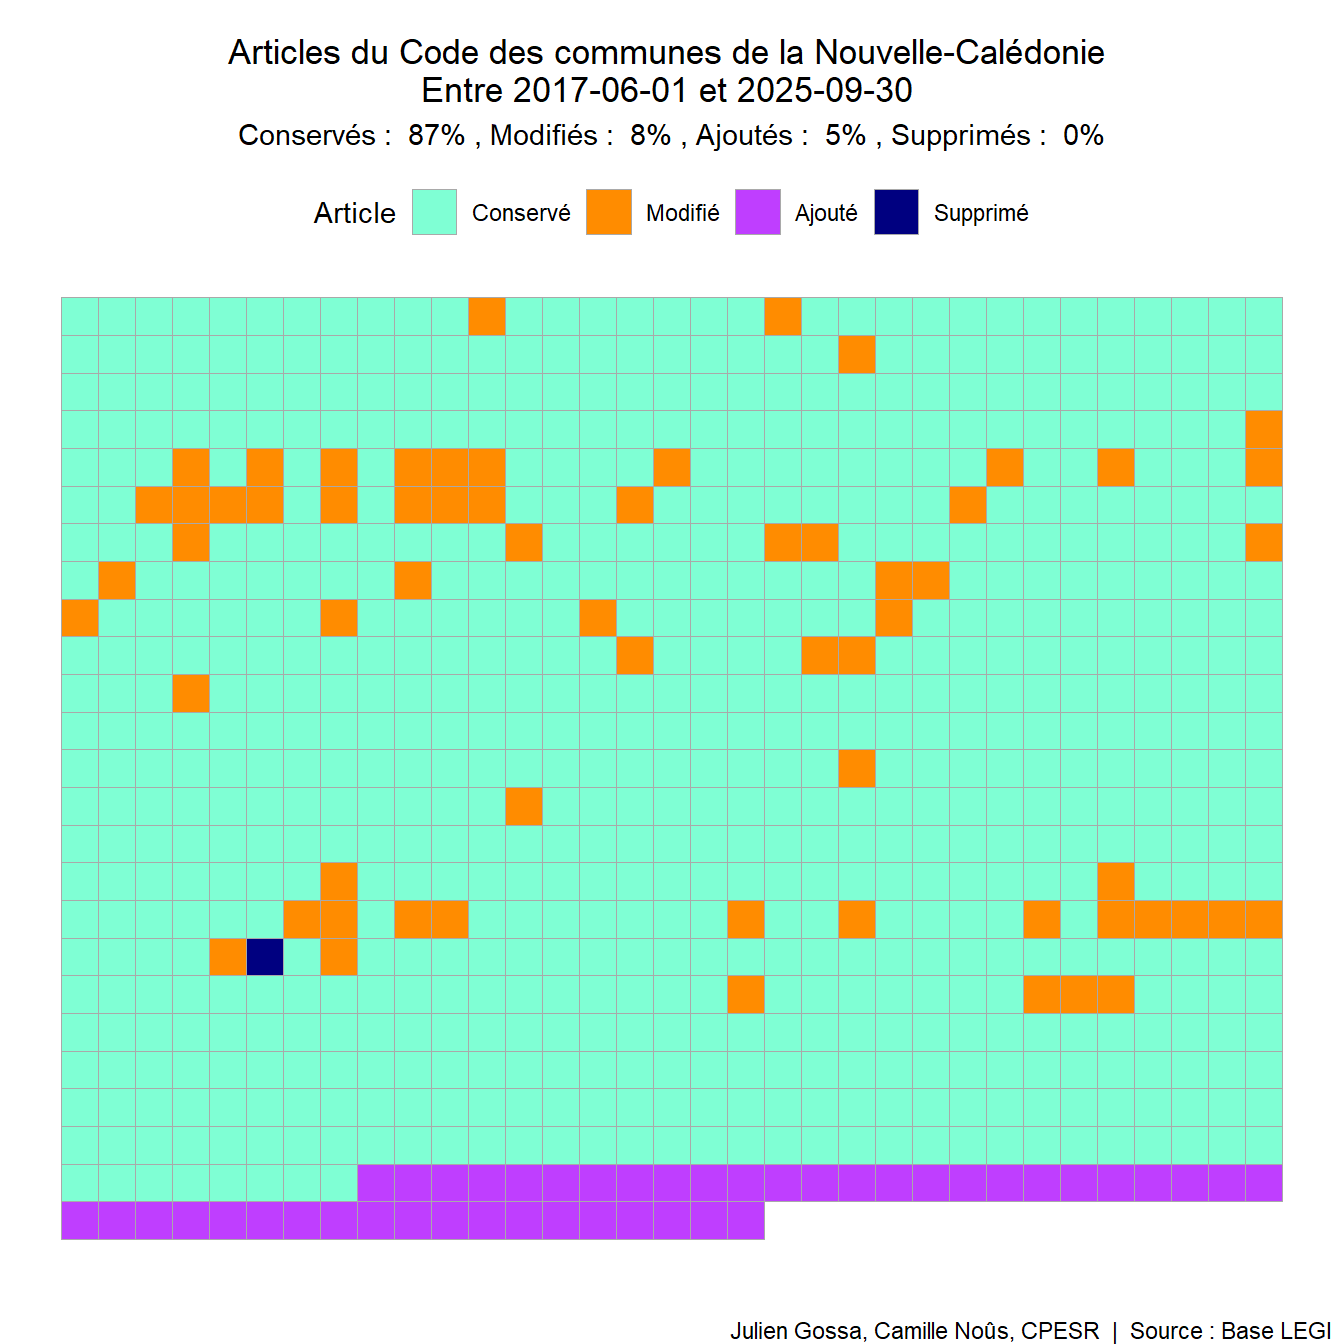 Articles du Code des communes de la Nouvelle-Calédonie
Entre 2017-06-01 et 2025-09-30
Conservés :  87% , Modifiés :  8% , Ajoutés :  5% , Supprimés :  0%
Article Conservé Modifié Ajouté Supprimé
Julien Gossa, Camille Noûs, CPESR | Source : Base LEGI